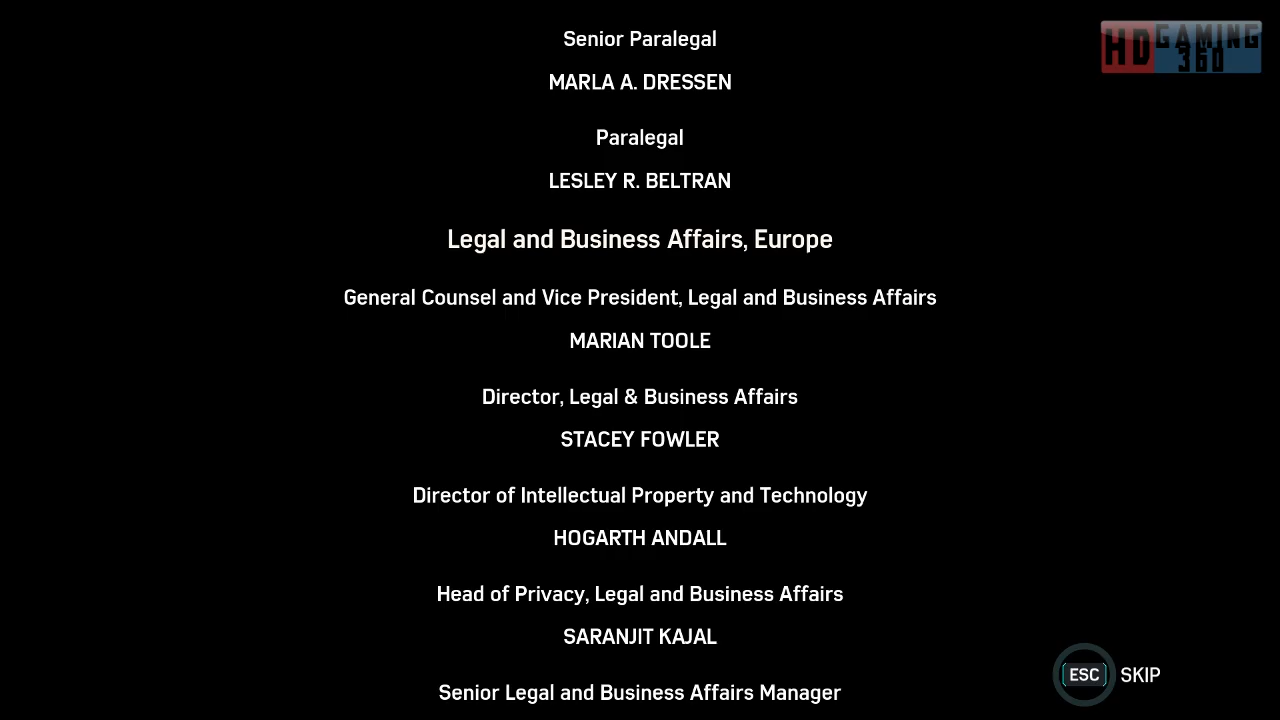 Senior Paralegal
MARLA A. DRESSEN
Paralegal
LESLEY R. BELTRAN
Legal and Business Affairs, Europe
General Counsel and Vice President, Legal and Business Affairs
MARIAN TOOLE
Director, Legal & Business Affairs
STACEY FOWLER
Director of Intellectual Property and Technology
HOGARTH ANDALL
Head of Privacy, Legal and Business Affairs
SARANJIT KAJAL
Senior Legal and Business Affairs Manager
HD GAMING
360
ESC SKIP